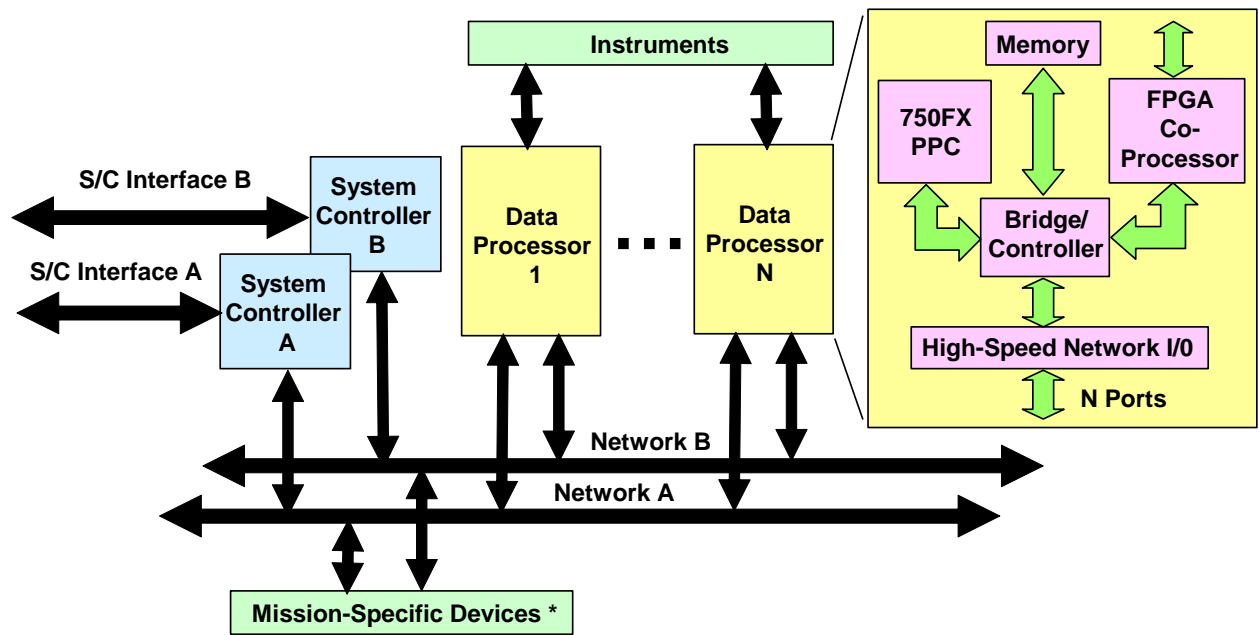 Instruments
Memory
750FX
PPC
FPGA
Co-
Processor
Bridge/
Controller
High-Speed Network I/0
N Ports
S/C Interface B
System
Controller
B
S/C Interface A
System
Controller
A
Data
Processor
1
Data
Processor
N
Network B
Network A
Mission-Specific Devices *